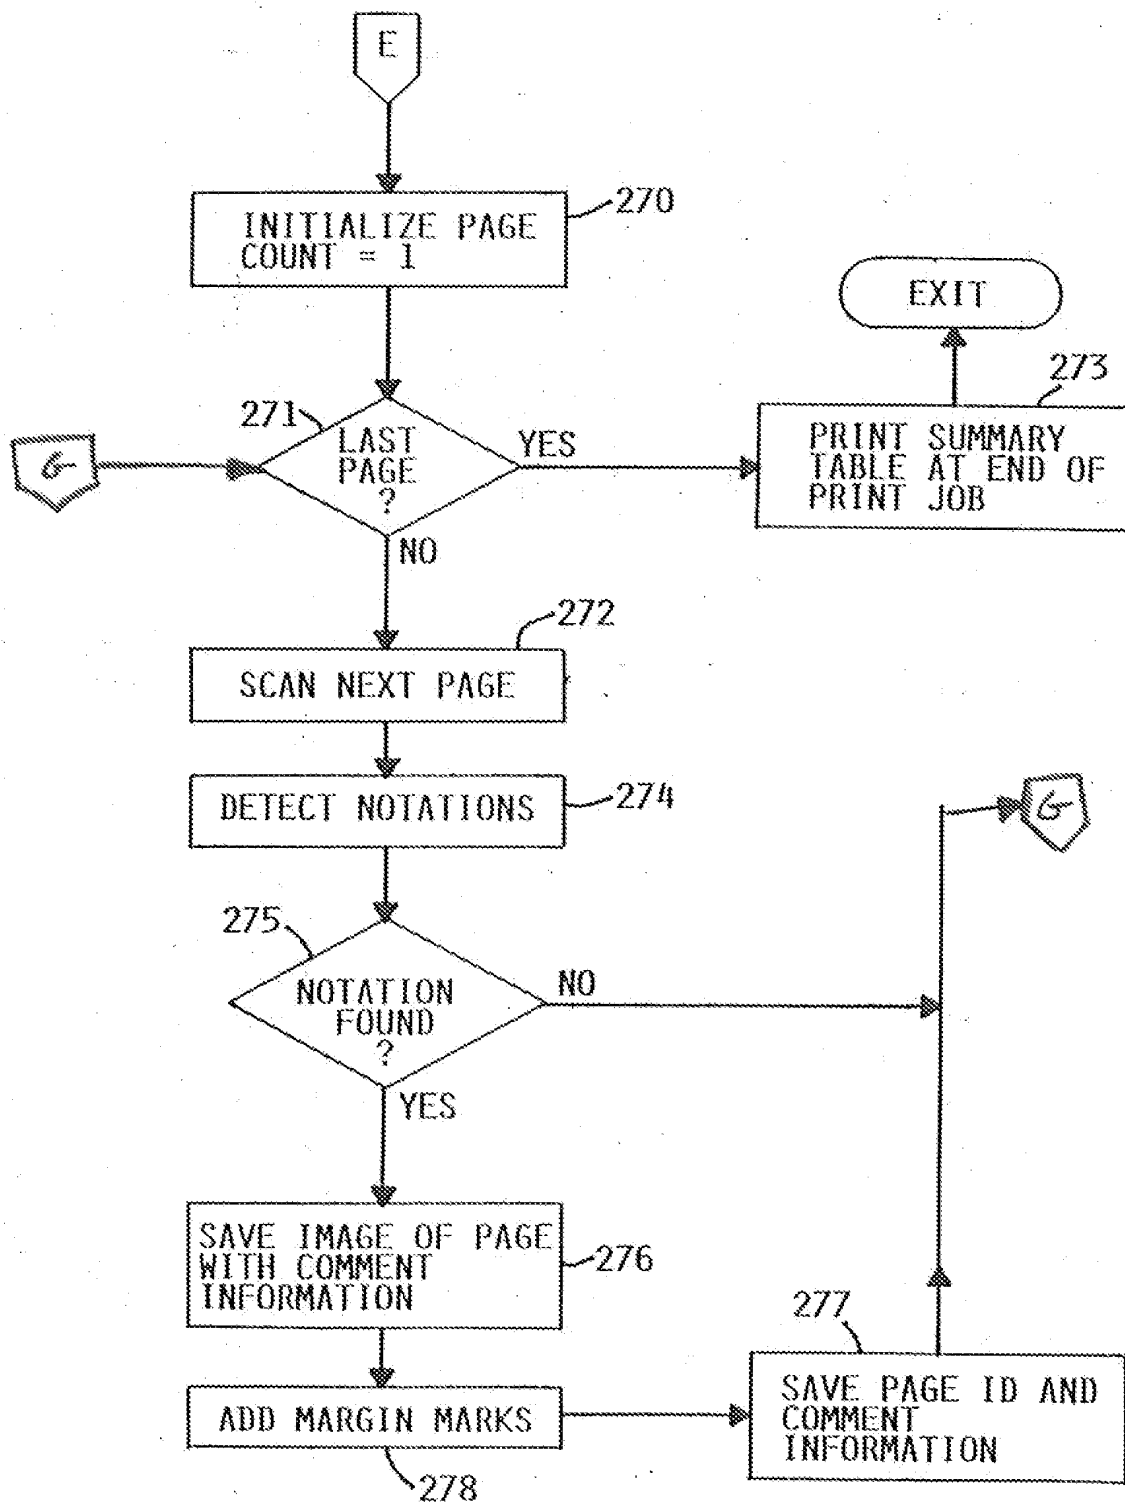 E
INITIALIZE PAGE
COUNT = 1
270
EXIT
273
271
LAST
PAGE
?
YES
PRINT SUMMARY
TABLE AT END OF
PRINT JOB
G
NO
272
SCAN NEXT PAGE
DETECT NOTATIONS
274
G
275
NOTATION
FOUND
?
NO
YES
SAVE IMAGE OF PAGE
WITH COMMENT
INFORMATION
276
277
ADD MARGIN MARKS
SAVE PAGE ID AND
COMMENT
INFORMATION
278